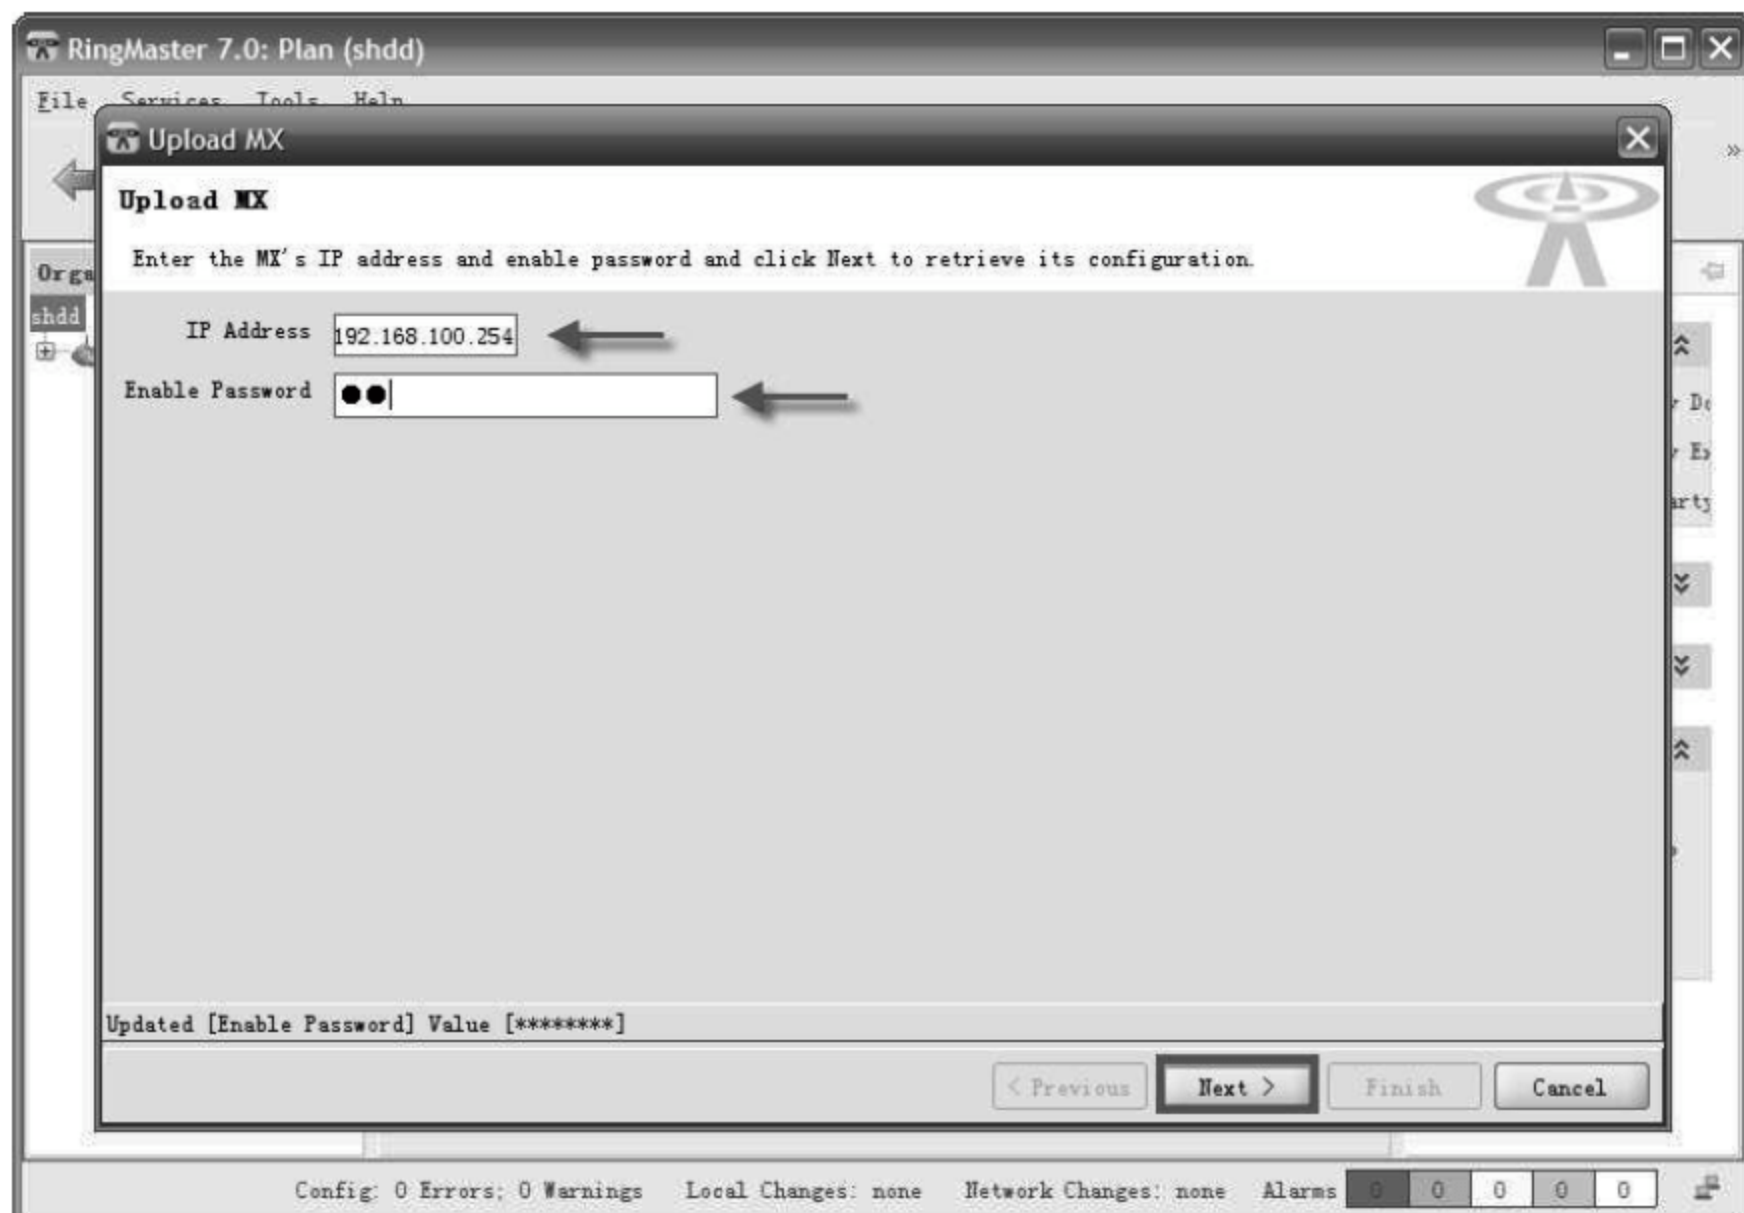 RingMaster 7.0: Plan (shdd)
File Services Tools Help
Upload MX
Upload MX
Enter the MX's IP address and enable password and click Next to retrieve its configuration.
Orga
shdd
IP Address 192.168.100.254
Enable Password
arty
Updated [Enable Password] Value [********]
< Previous Next > Finish Cancel
Config: 0 Errors; 0 Warnings Local Changes: none Network Changes: none Alarms 0 0 0 0 0